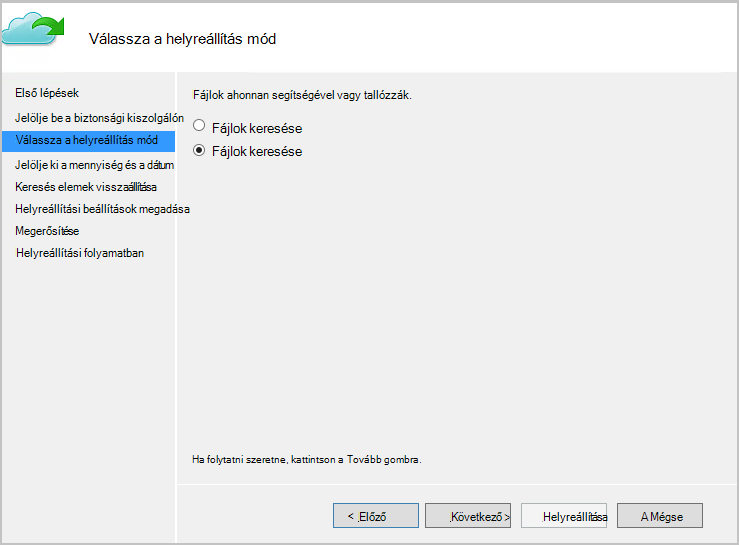 Válassza a helyreállítás mód
Első lépések
Jelölje be a biztonsági kiszolgálón
Válassza a helyreállítás mód
Jelölje ki a mennyiség és a dátum
Keresés elemek visszaállítása
Helyreállítási beállítások megadása
Megerősítése
Helyreállítási folyamatban
Fájlok ahonnan segítségével vagy tallózzák.
Fájlok keresése
Fájlok keresése
Ha folytatni szeretne, kattintson a Tovább gombra.
< Előző
Következő >
Helyreállítása
A Mégse